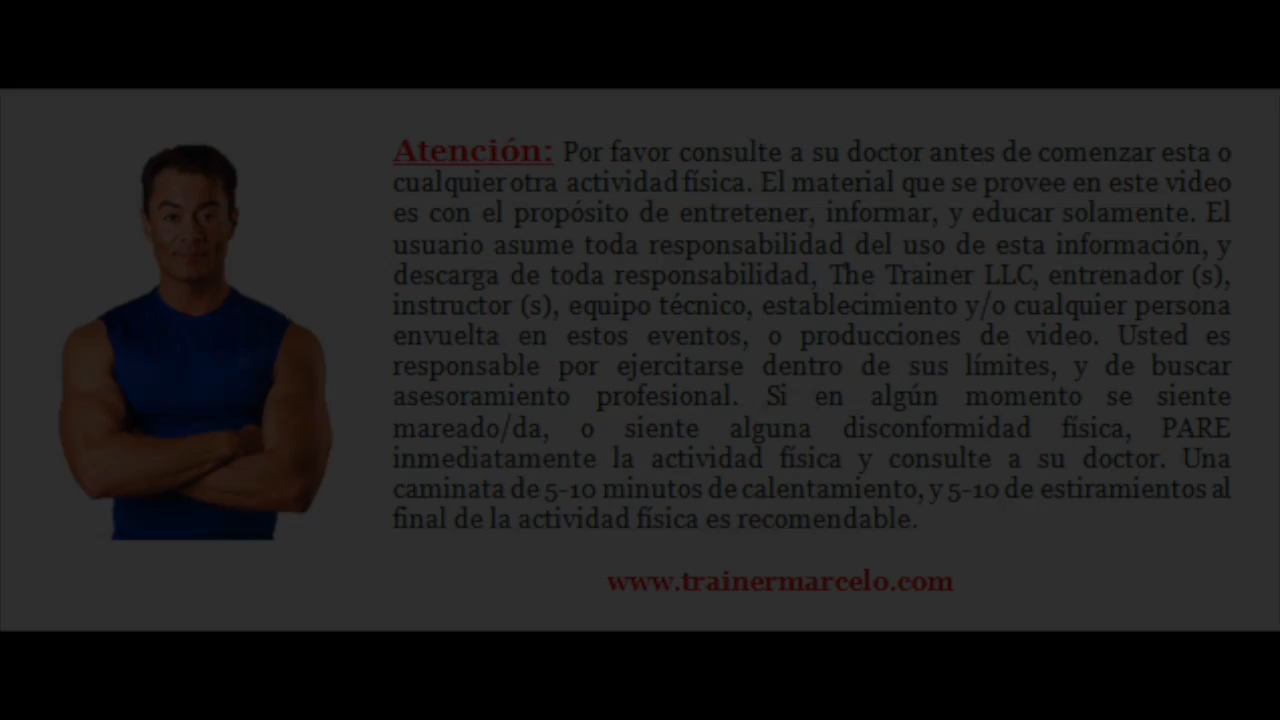 Atención: Por favor consulte a su doctor antes de comenzar esta o
cualquier otra actividad física. El material que se provee en este video
es con el propósito de entretener, informar, y educar solamente. El
usuario asume toda responsabilidad del uso de esta información, y
descarga de toda responsabilidad, The Trainer LLC, entrenador (s),
instructor (s), equipo técnico, establecimiento y/o cualquier persona
envuelta en estos eventos, o producciones de video. Usted es
responsable por ejercitarse dentro de sus límites, y de buscar
asesoramiento profesional. Si en algún momento se siente
mareado/da, o siente alguna disconformidad física, PARE
inmediatamente la actividad física y consulte a su doctor. Una
caminata de 5-10 minutos de calentamiento, y 5-10 de estiramientos al
final de la actividad física es recomendable.
www.trainermarcelo.com